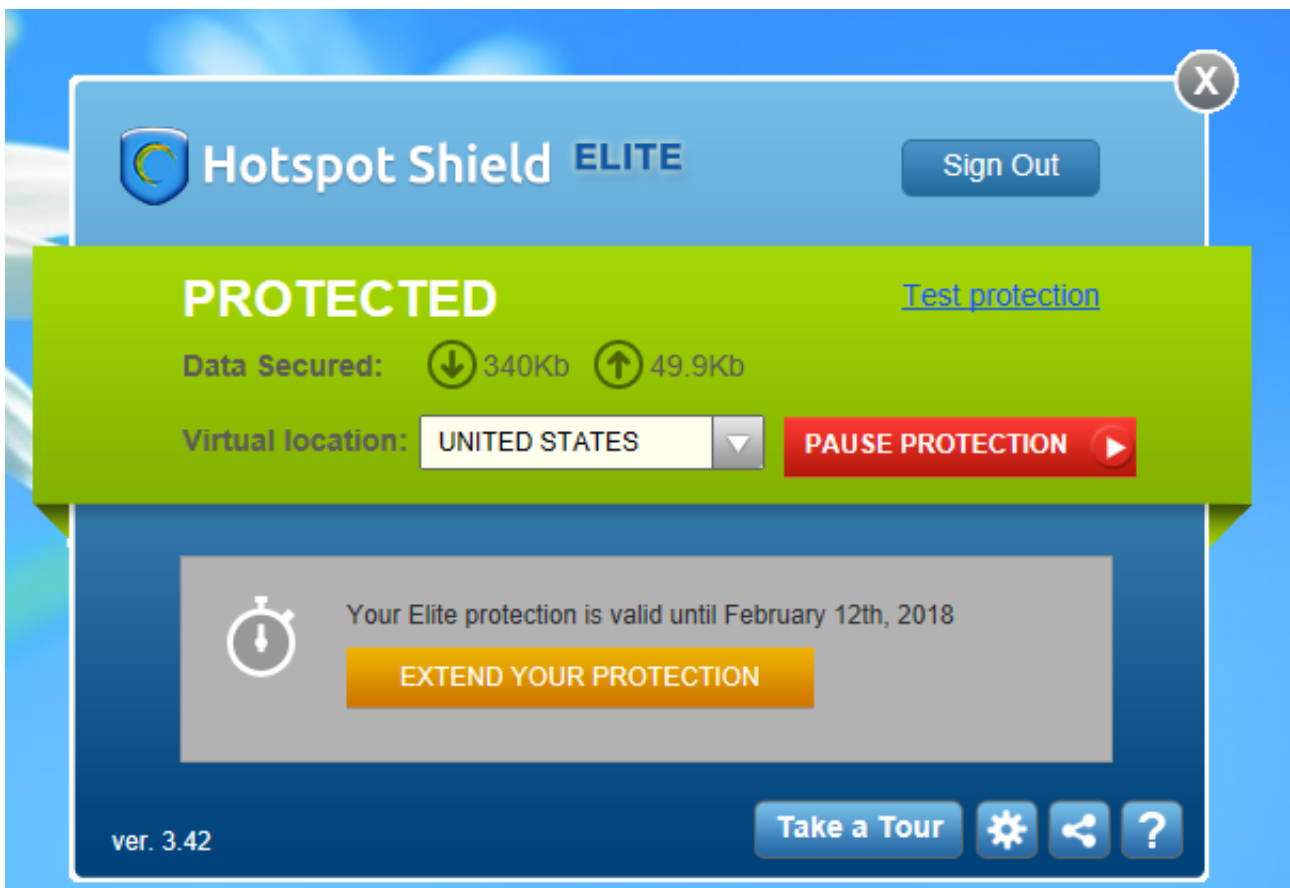 X
Hotspot Shield ELITE
Sign Out
PROTECTED
Test protection
Data Secured: 340Kb 49.9Kb
Virtual location: UNITED STATES PAUSE PROTECTION
Your Elite protection is valid until February 12th, 2018
EXTEND YOUR PROTECTION
ver. 3.42
Take a Tour ?